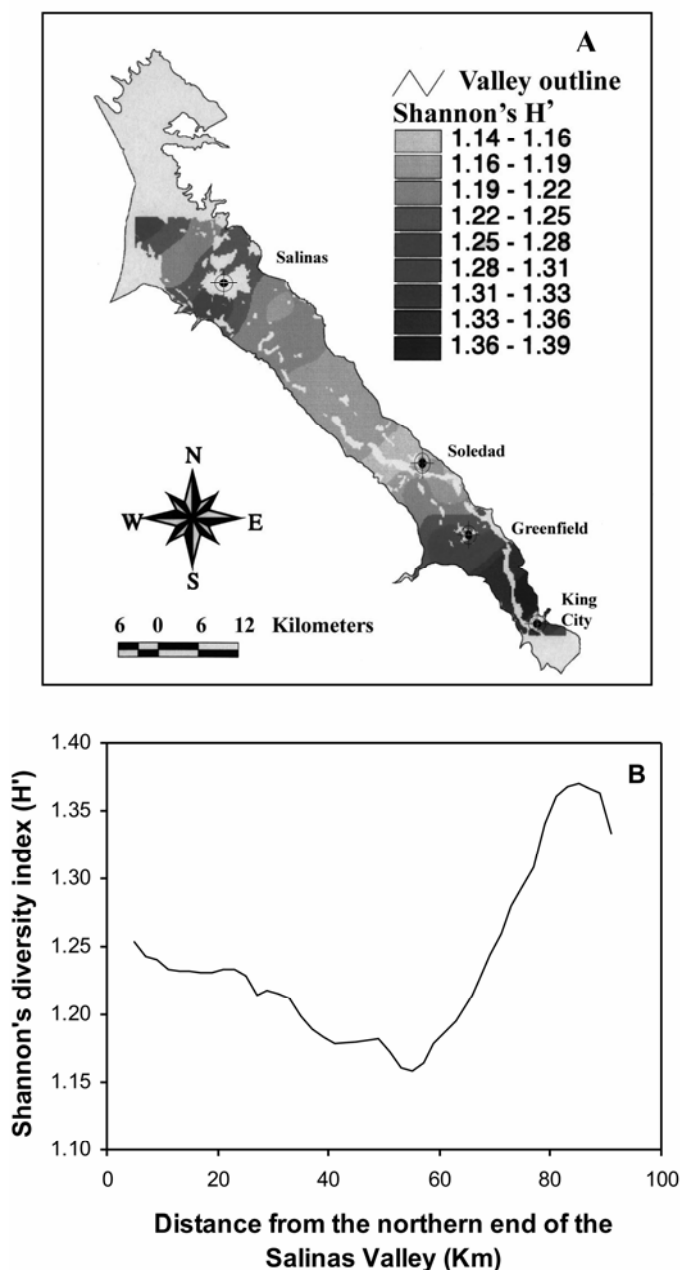 A
Valley outline
Shannon's H'
1.14 - 1.16
1.16 - 1.19
1.19 - 1.22
1.22 - 1.25
1.25 - 1.28
1.28 - 1.31
1.31 - 1.33
1.33 - 1.36
1.36 - 1.39
Salinas
Soledad
Greenfield
King
City
N
W E
S
6 0 6 12 Kilometers
B
Shannon's diversity index (H')
1.40
1.35
1.30
1.25
1.20
1.15
1.10
0 20 40 60 80 100
Distance from the northern end of the
Salinas Valley (Km)